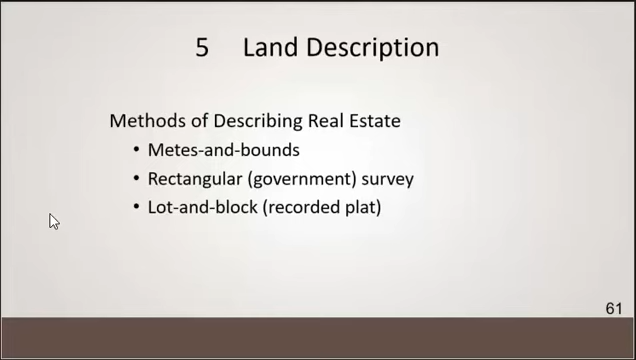 5 Land Description
Methods of Describing Real Estate
• Metes-and-bounds
• Rectangular (government) survey
• Lot-and-block (recorded plat)
61